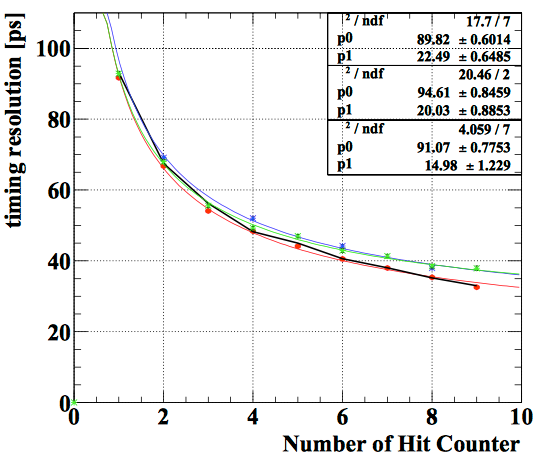 timing resolution [ps]
100
80
60
40
20
0
0 2 4 6 8 10
Number of Hit Counter
2 / ndf 17.7 / 7
p0 89.82 ± 0.6014
p1 22.49 ± 0.6485
2 / ndf 20.46 / 2
p0 94.61 ± 0.8459
p1 20.03 ± 0.8853
2 / ndf 4.059 / 7
p0 91.07 ± 0.7753
p1 14.98 ± 1.229